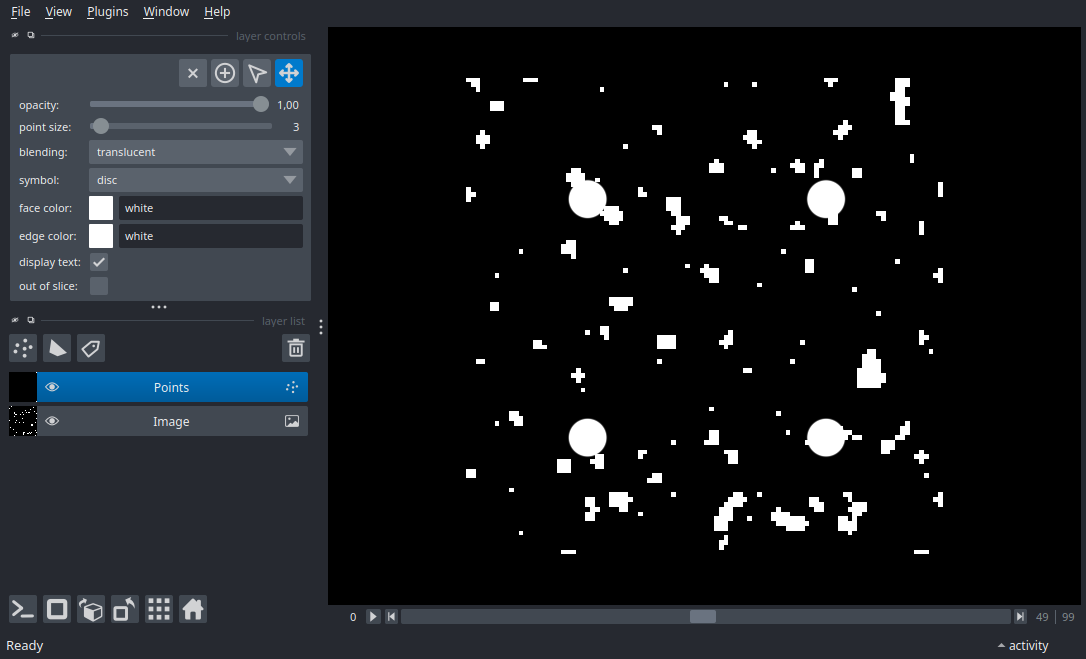 File View Plugins Window Help
layer controls
opacity: 1,00
point size: 3
blending: translucent
symbol: disc
face color: white
edge color: white
display text:
out of slice:
layer list
Points
Image
0 49 99
Ready activity